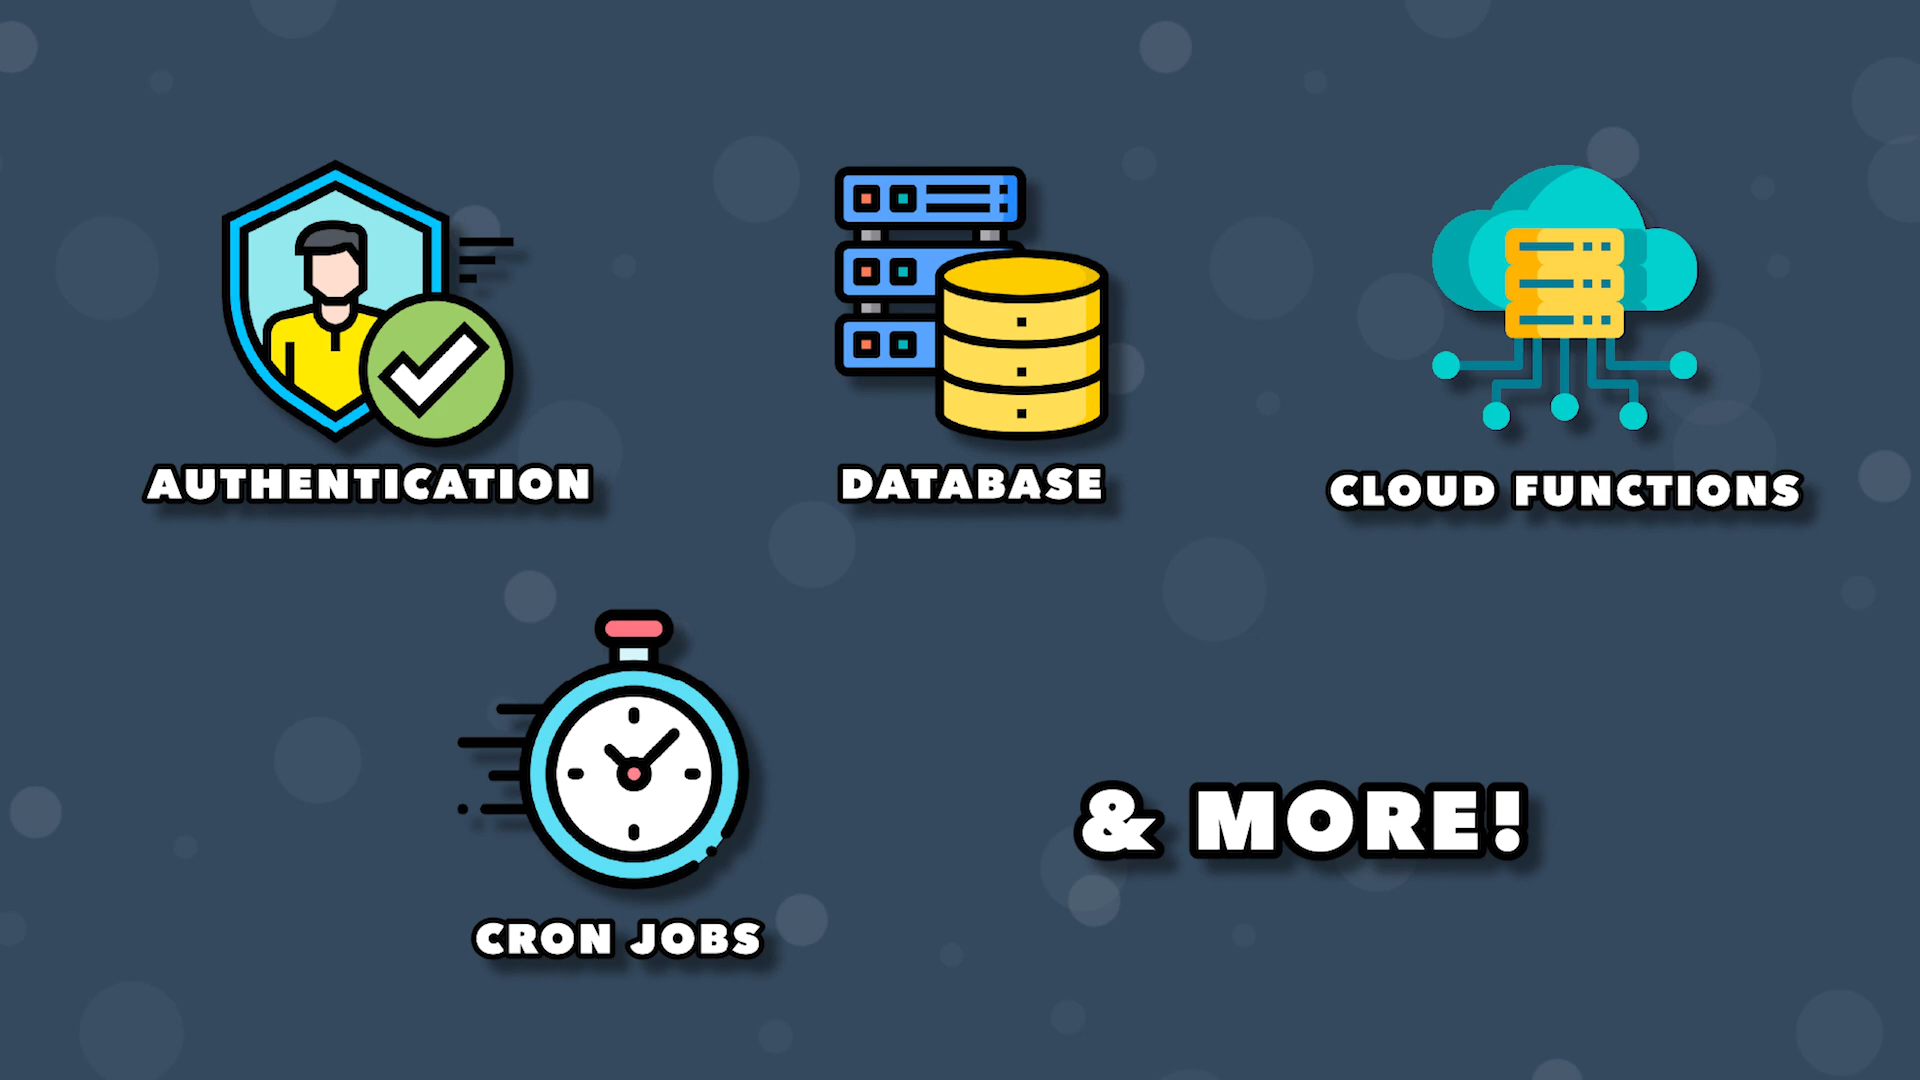 AUTHENTICATION
DATABASE
CLOUD FUNCTIONS
CRON JOBS
& MORE!